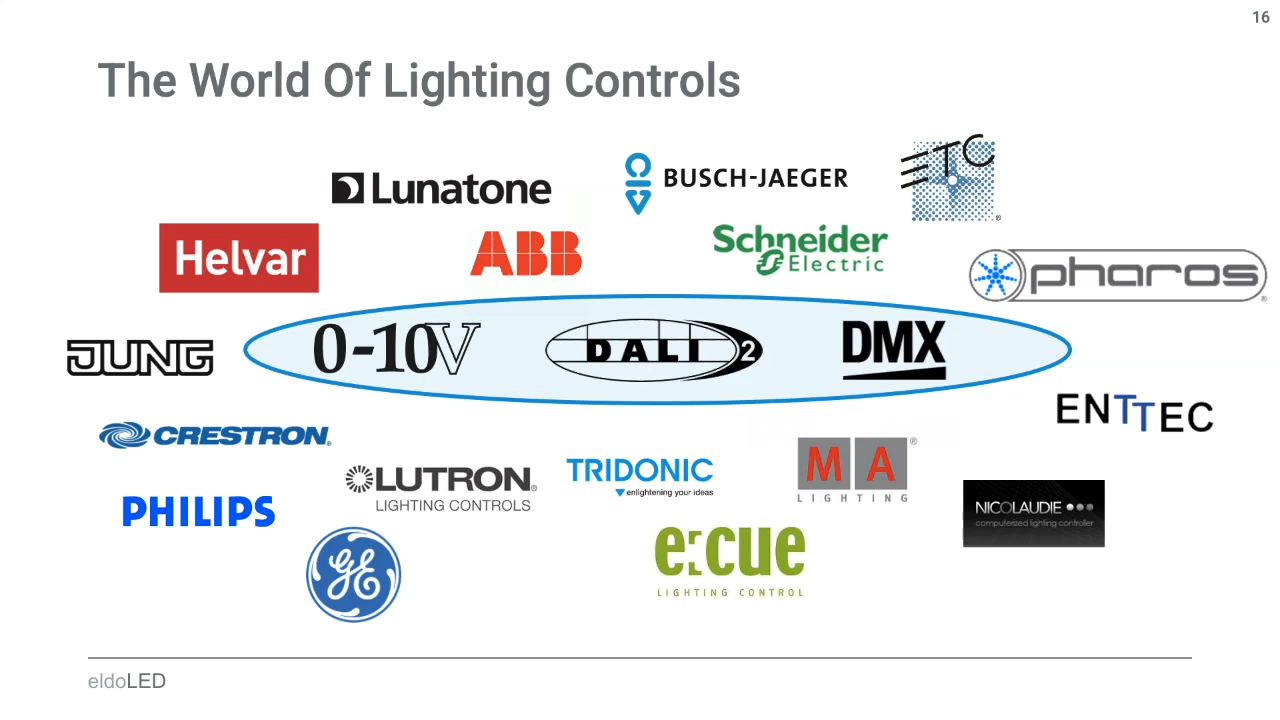 16
The World Of Lighting Controls
ETC
®
Lunatone
BUSCH-JAEGER
Helvar
ABB
Schneider
Electric
pharos®
JUNG
0-10V
DALI 2
DMX
ENTTEC
CRESTRON®
LUTRON®
LIGHTING CONTROLS
TRIDONIC
enlightening your ideas
MA®
LIGHTING
PHILIPS
NICOLAUDIE
computerized lighting controller
GE
e:cue
LIGHTING CONTROL
eldoLED